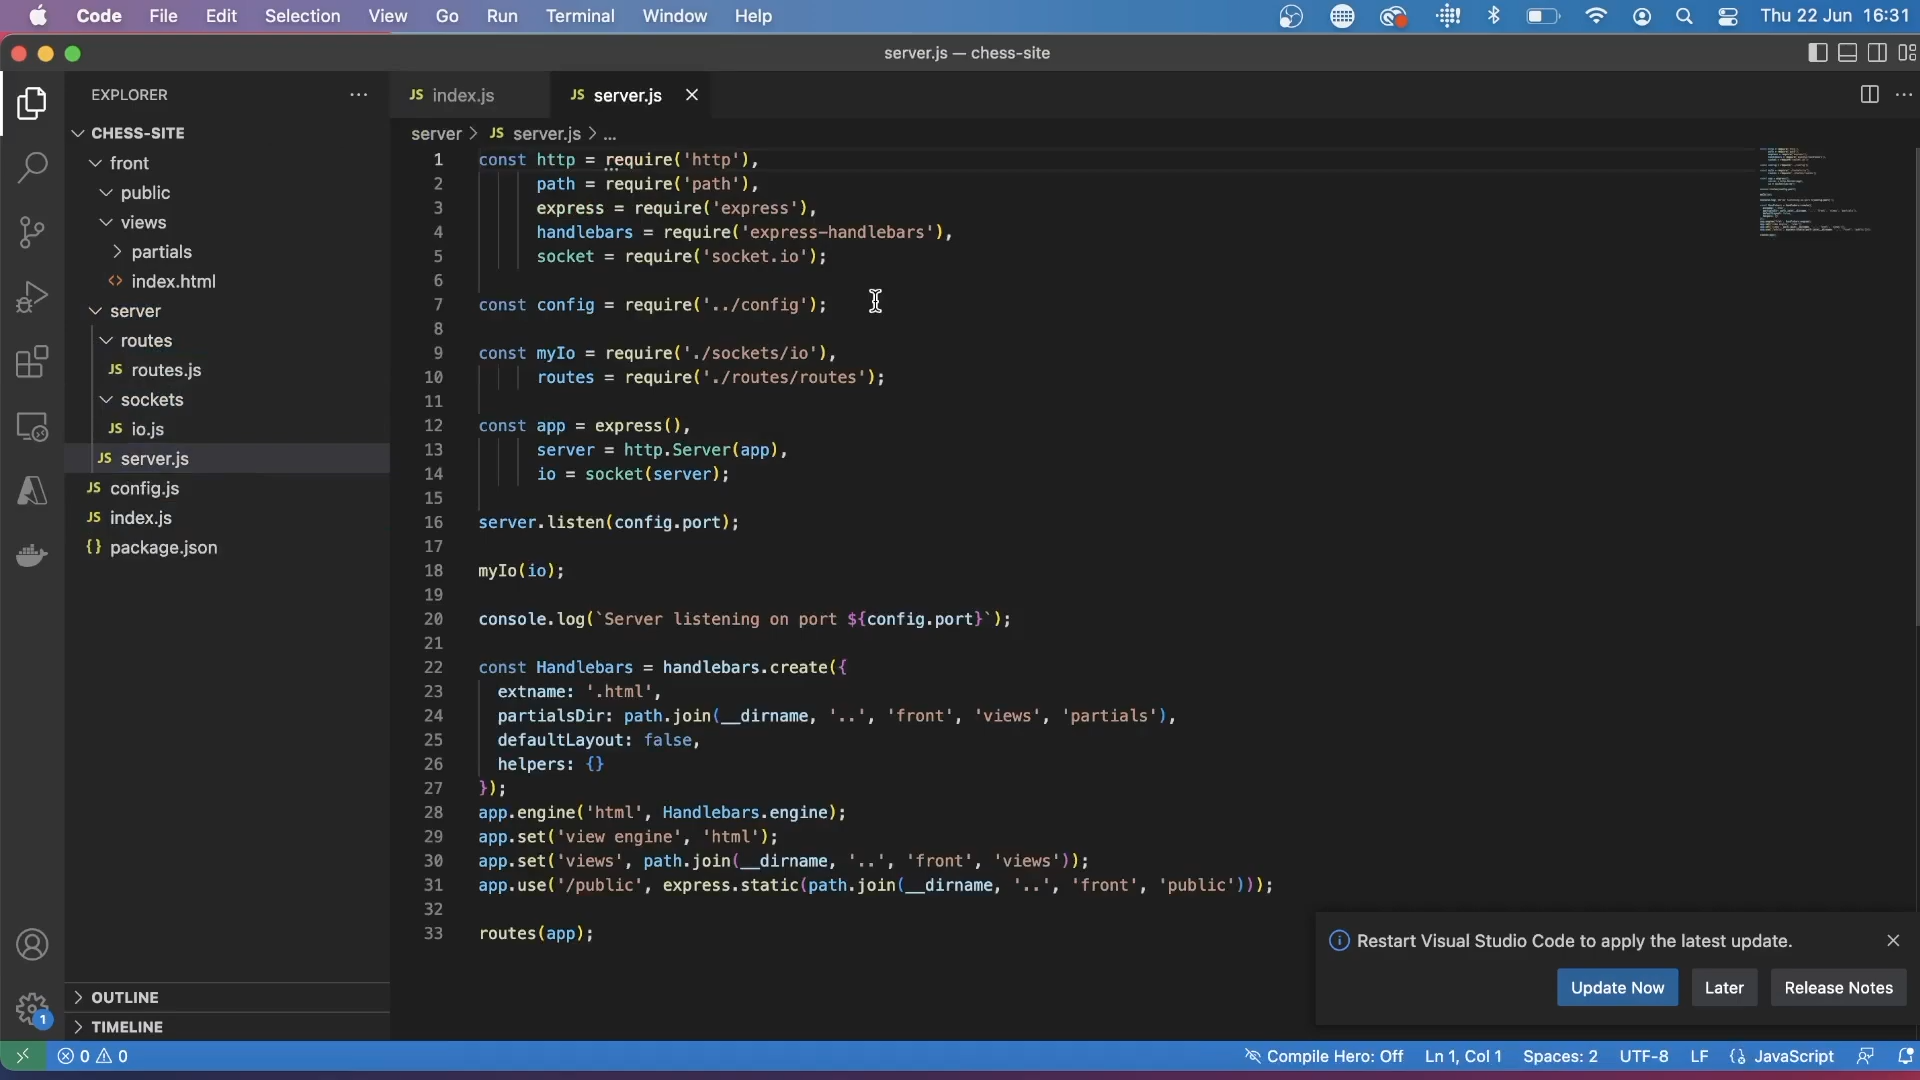 Code File Edit Selection View Go Run Terminal Window Help Thu 22 Jun 16:31
server.js — chess-site
EXPLORER
CHESS-SITE
front
public
views
partials
<> index.html
server
routes
JS routes.js
sockets
JS io.js
JS server.js
JS config.js
JS index.js
{} package.json
OUTLINE
TIMELINE
JS index.js JS server.js
server > JS server.js > ...
1 const http = require('http'),
2 path = require('path'),
3 express = require('express'),
4 handlebars = require('express-handlebars'),
5 socket = require('socket.io');
6
7 const config = require('../config');
8
9 const myIo = require('./sockets/io'),
10 routes = require('./routes/routes');
11
12 const app = express(),
13 server = http.Server(app),
14 io = socket(server);
15
16 server.listen(config.port);
17
18 myIo(io);
19
20 console.log(`Server listening on port ${config.port}`);
21
22 const Handlebars = handlebars.create({
23 extname: '.html',
24 partialsDir: path.join(__dirname, '..', 'front', 'views', 'partials'),
25 defaultLayout: false,
26 helpers: {}
27 });
28 app.engine('html', Handlebars.engine);
29 app.set('view engine', 'html');
30 app.set('views', path.join(__dirname, '..', 'front', 'views'));
31 app.use('/public', express.static(path.join(__dirname, '..', 'front', 'public')));
32
33 routes(app);
Restart Visual Studio Code to apply the latest update.
Update Now Later Release Notes
1
0 0 Compile Hero: Off Ln 1, Col 1 Spaces: 2 UTF-8 LF JavaScript